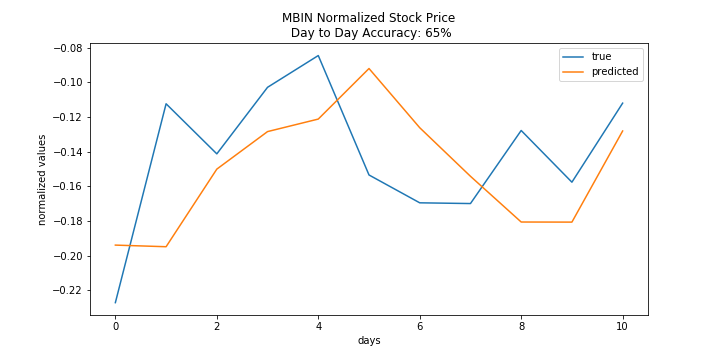 MBIN Normalized Stock Price
Day to Day Accuracy: 65%
true
predicted
normalized values
−0.08
−0.10
−0.12
−0.14
−0.16
−0.18
−0.20
−0.22
0
2
4
6
8
10
days